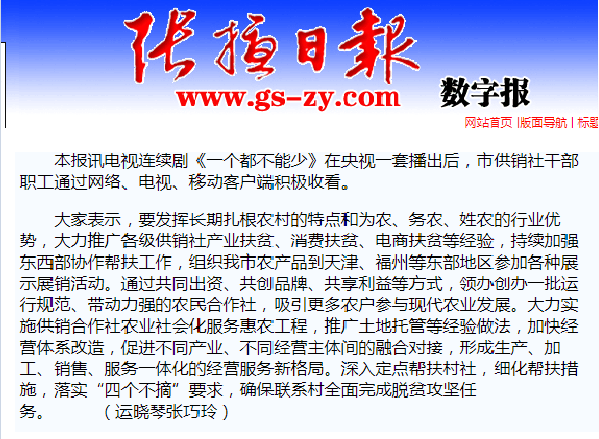 张掖日报
www.gs-zy.com
数字报
网站首页 |版面导航 | 标题
本报讯电视连续剧《一个都不能少》在央视一套播出后，市供销社干部
职工通过网络、电视、移动客户端积极收看。
大家表示，要发挥长期扎根农村的特点和为农、务农、姓农的行业优
势，大力推广各级供销社产业扶贫、消费扶贫、电商扶贫等经验，持续加强
东西部协作帮扶工作，组织我市农产品到天津、福州等东部地区参加各种展
示展销活动。通过共同出资、共创品牌、共享利益等方式，领办创办一批运
行规范、带动力强的农民合作社，吸引更多农户参与现代农业发展。大力实
施供销合作社农业社会化服务惠农工程，推广土地托管等经验做法，加快经
营体系改造，促进不同产业、不同经营主体间的融合对接，形成生产、加
工、销售、服务一体化的经营服务新格局。深入定点帮扶村社，细化帮扶措
施，落实“四个不摘”要求，确保联系村全面完成脱贫攻坚任
务。 （运晓琴张巧玲）